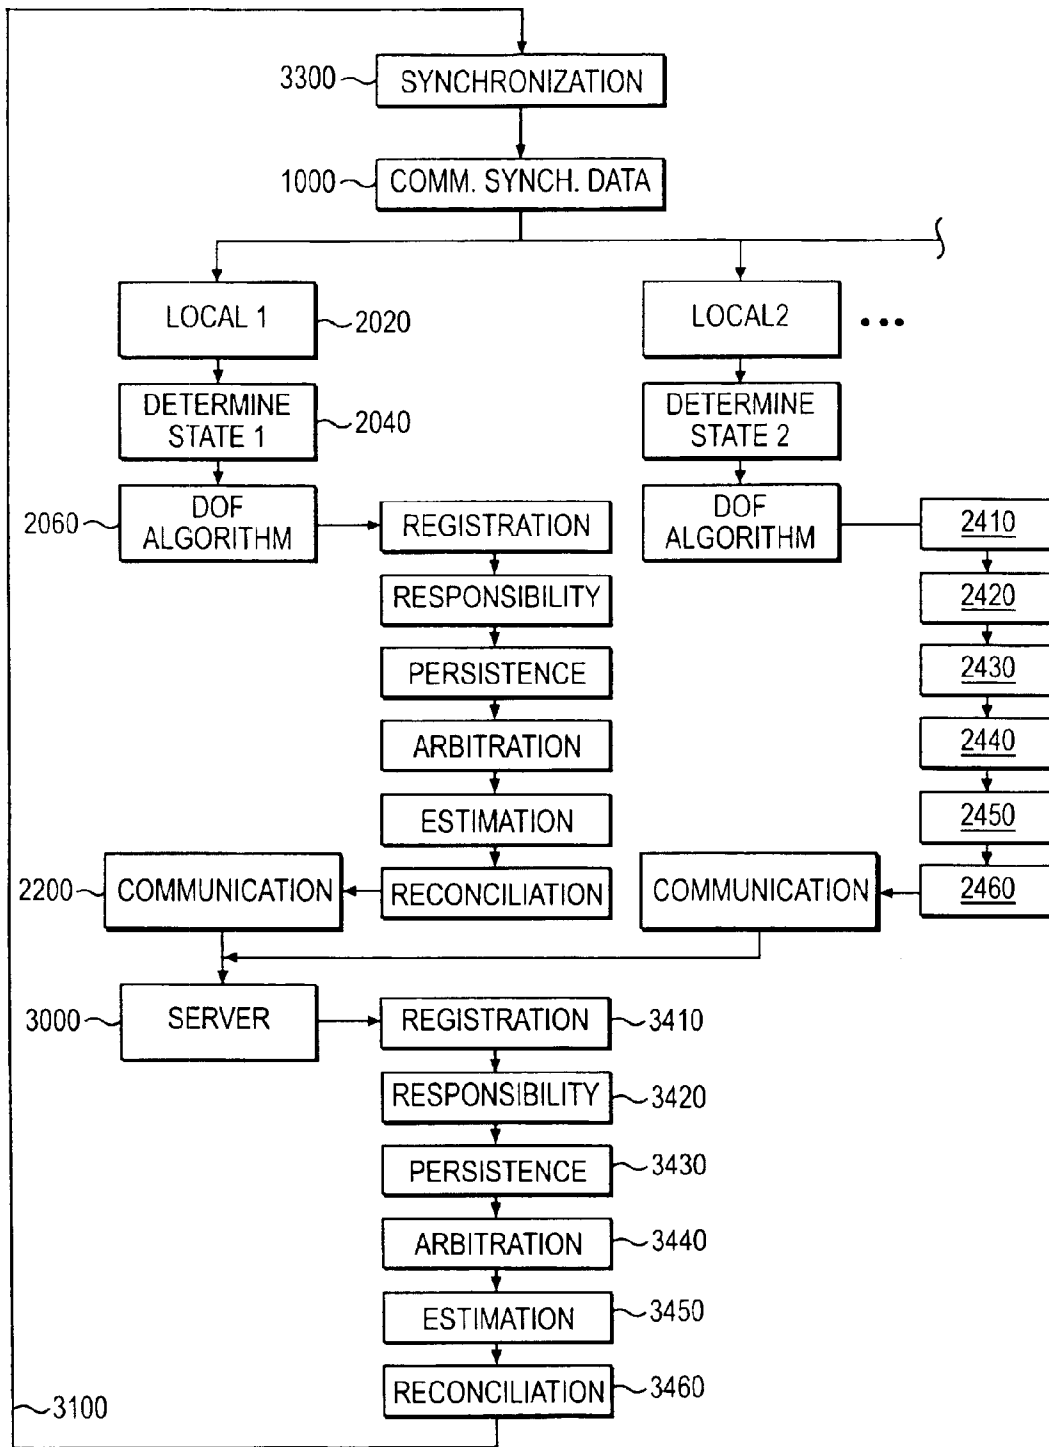 3300 SYNCHRONIZATION
1000 COMM. SYNCH. DATA
LOCAL 1 2020
LOCAL2 •••
DETERMINE
STATE 1 2040
DETERMINE
STATE 2
2060 DOF
ALGORITHM
DOF
ALGORITHM
REGISTRATION
RESPONSIBILITY
PERSISTENCE
ARBITRATION
ESTIMATION
RECONCILIATION
2410
2420
2430
2440
2450
2460
2200 COMMUNICATION
COMMUNICATION
3000 SERVER
REGISTRATION 3410
RESPONSIBILITY 3420
PERSISTENCE 3430
ARBITRATION 3440
ESTIMATION 3450
RECONCILIATION 3460
3100